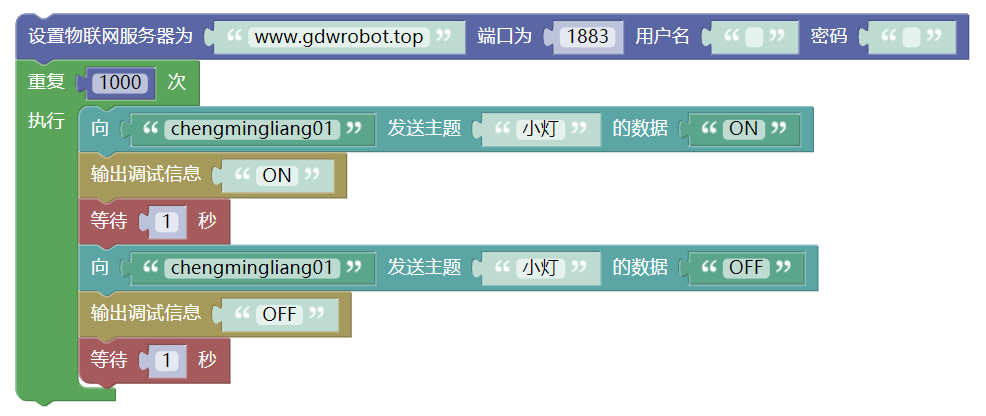 设置物联网服务器为 “ www.gdwrobot.top ” 端口为 1883 用户名 “ ” 密码 “ ”
重复 1000 次
执行 向 “ chengmingliang01 ” 发送主题 “ 小灯 ” 的数据 “ ON ”
输出调试信息 “ ON ”
等待 1 秒
向 “ chengmingliang01 ” 发送主题 “ 小灯 ” 的数据 “ OFF ”
输出调试信息 “ OFF ”
等待 1 秒